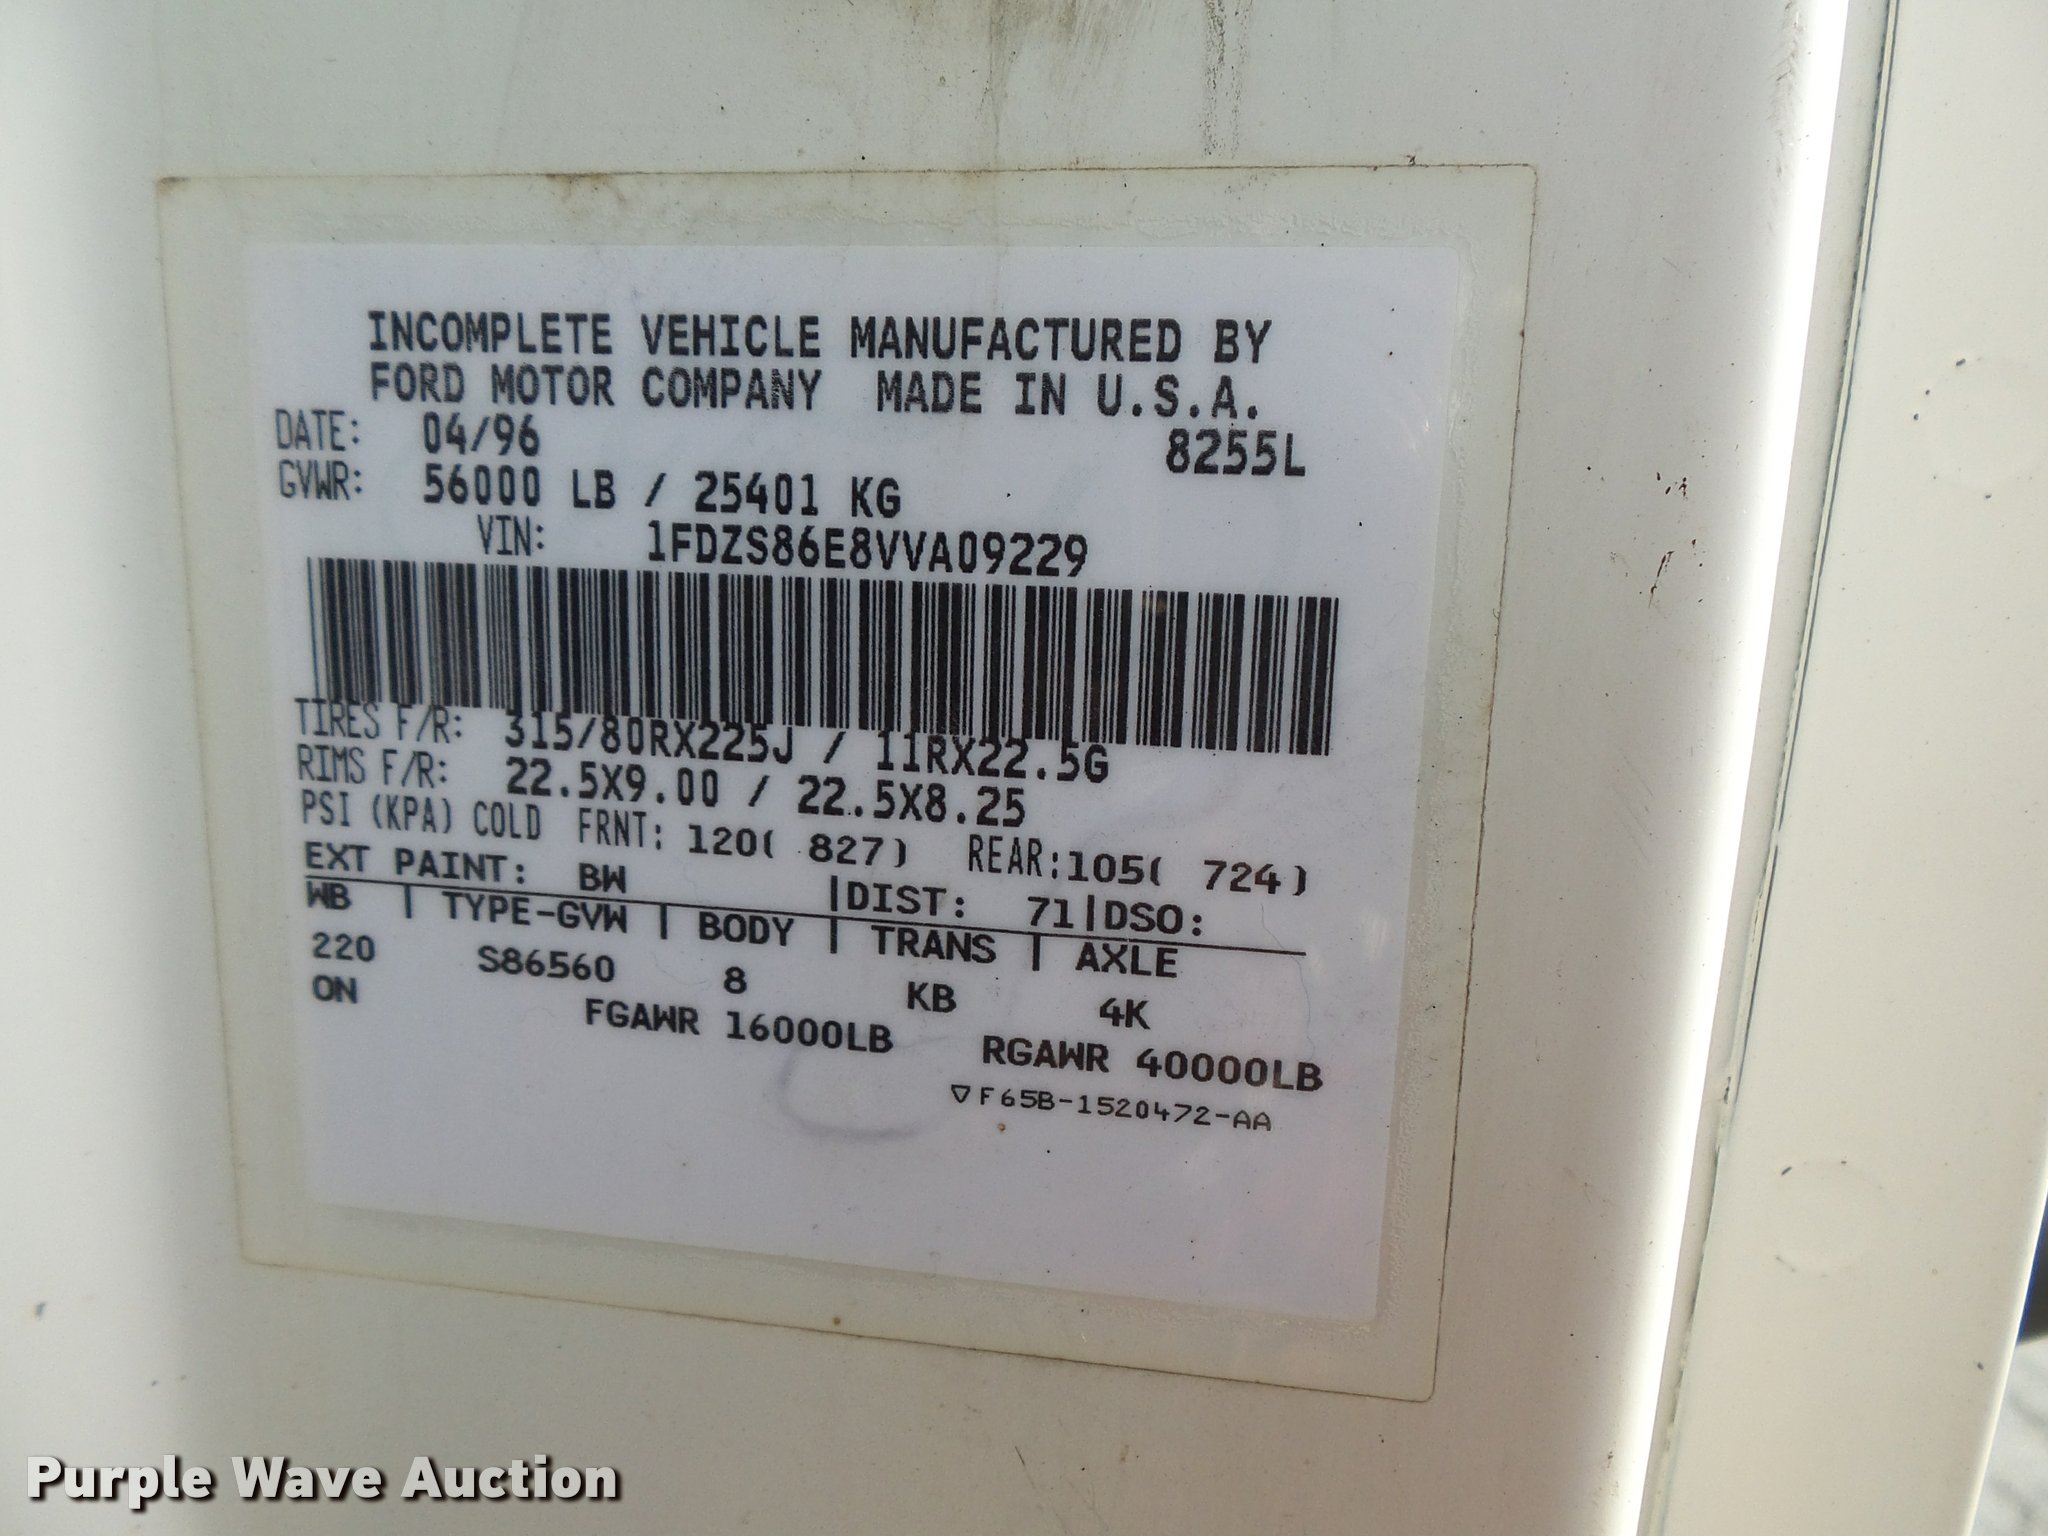 INCOMPLETE VEHICLE MANUFACTURED BY
FORD MOTOR COMPANY MADE IN U.S.A.
DATE: 04/96 8255L
GVWR: 56000 LB / 25401 KG
VIN: 1FDZS86E8VVA09229
TIRES F/R: 315/80RX225J / 11RX22.5G
RIMS F/R: 22.5X9.00 / 22.5X8.25
PSI (KPA) COLD FRNT: 120( 827) REAR: 105( 724)
EXT PAINT: BW |DIST: 71|DSO:
WB | TYPE-GVW | BODY | TRANS | AXLE
220 S86560 8 KB 4K
ON FGAWR 16000LB RGAWR 40000LB
▽F65B-1520472-AA
Purple Wave Auction